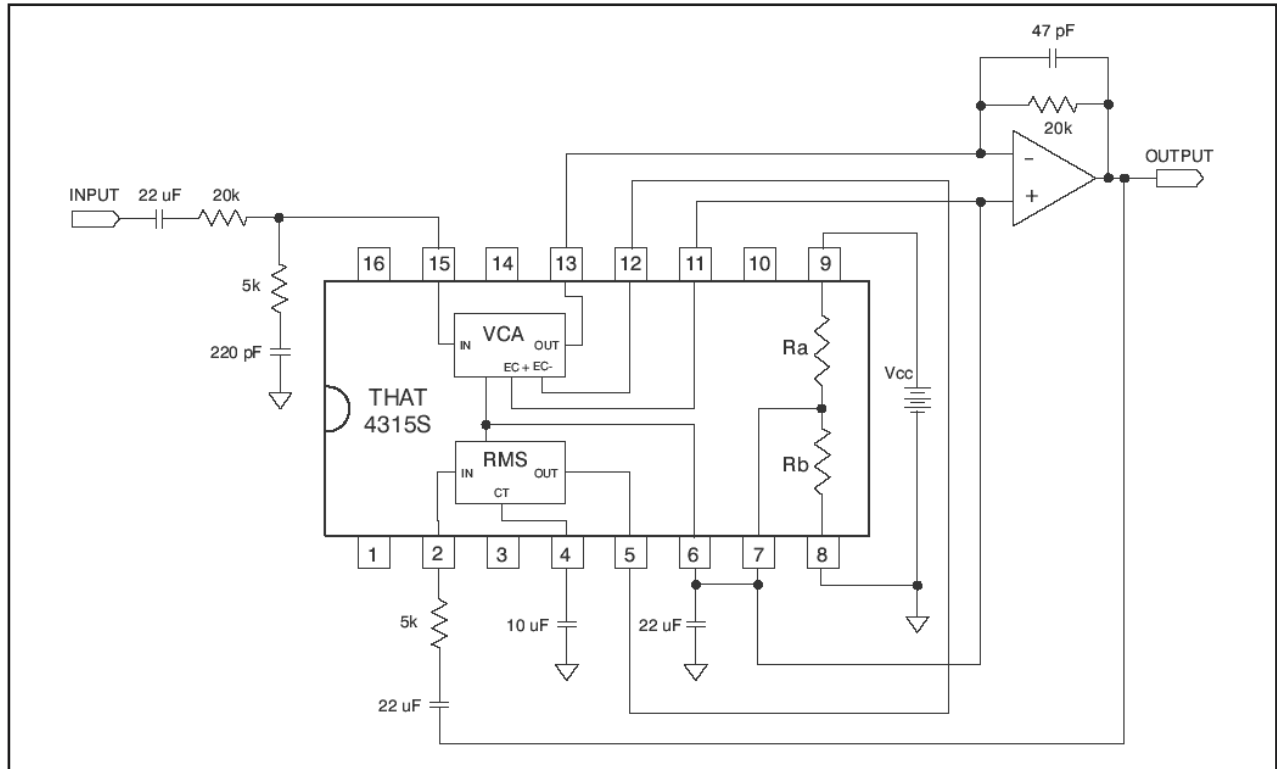 47 pF
20k
OUTPUT
−
+
INPUT
22 uF
20k
16
15
14
13
12
11
10
9
5k
220 pF
VCA
IN
OUT
EC +
EC-
Ra
Vcc
THAT
4315S
RMS
IN
OUT
CT
Rb
1
2
3
4
5
6
7
8
5k
10 uF
22 uF
22 uF